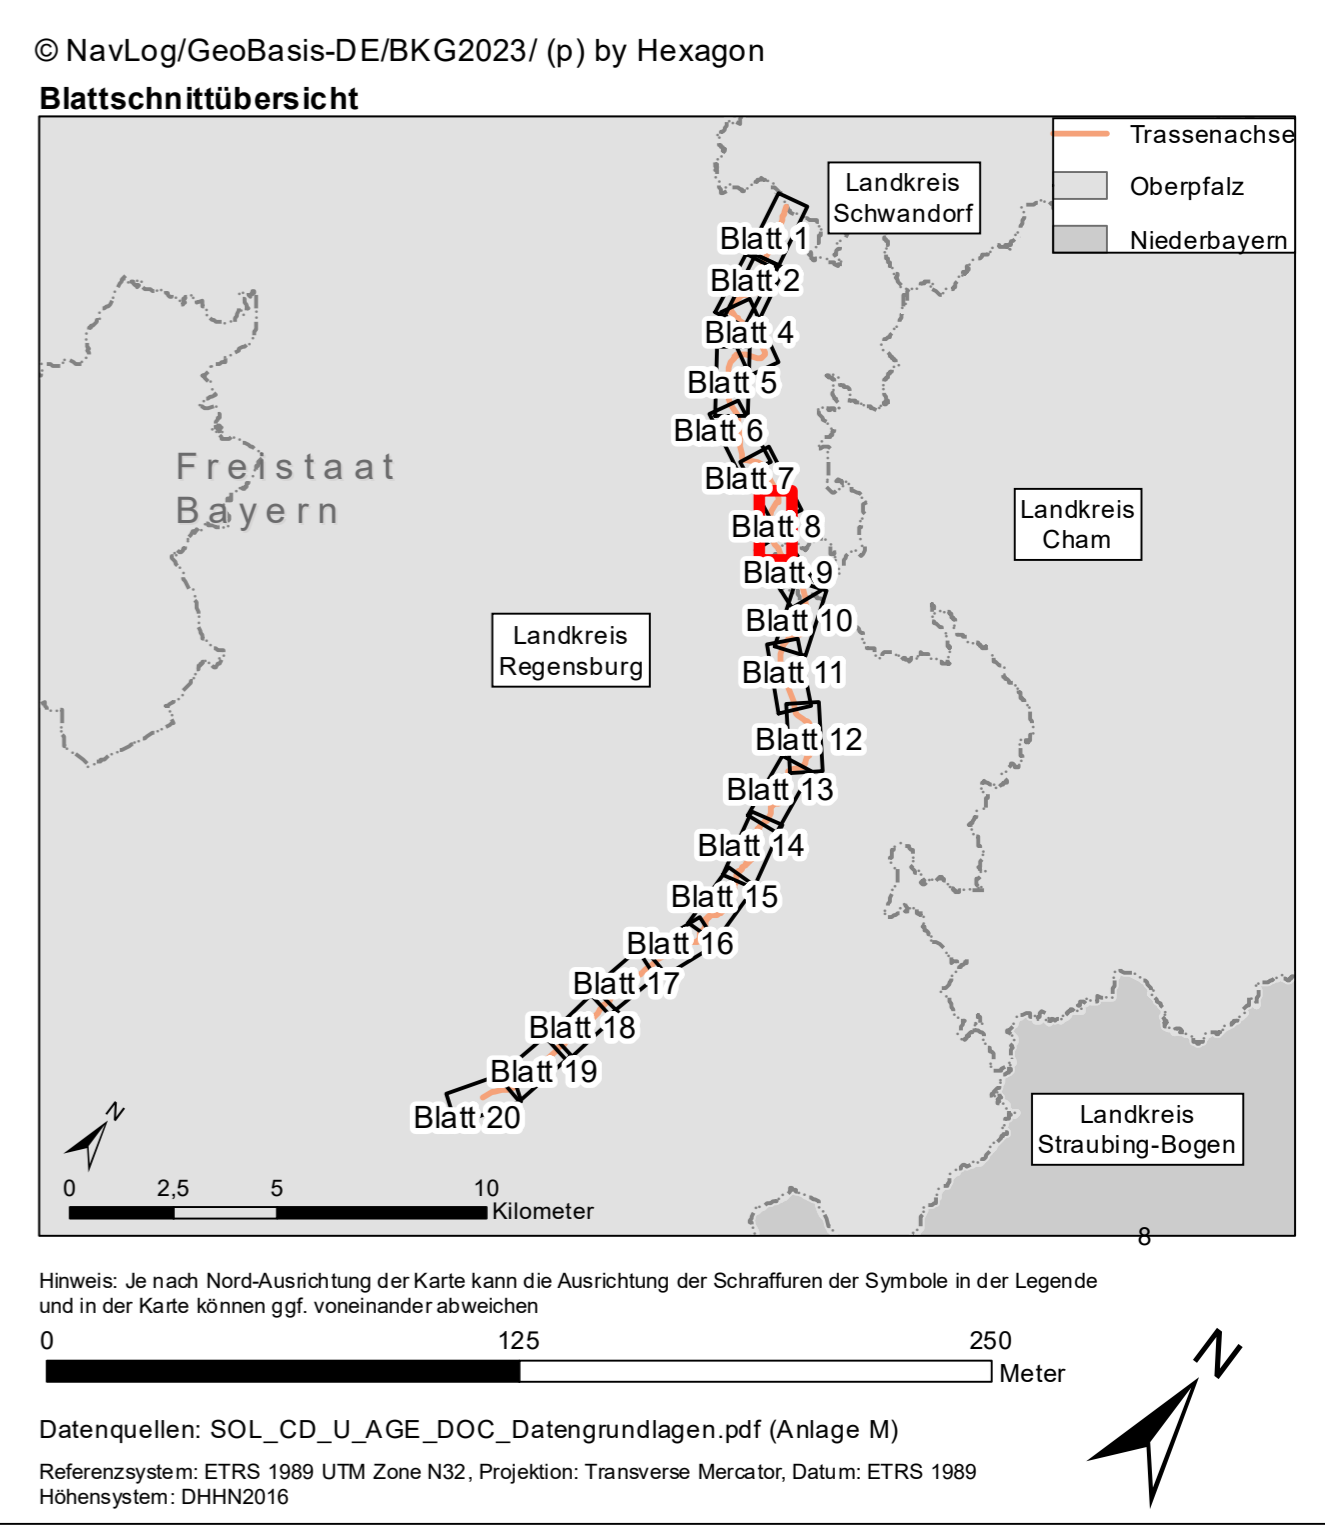 © NavLog/GeoBasis-DE/BKG2023/ (p) by Hexagon
Blattschnittübersicht
Trassenachse
Oberpfalz
Niederbayern
Landkreis
Schwandorf
Blatt 1
Blatt 2
Blatt 4
Blatt 5
Blatt 6
Blatt 7
Blatt 8
Blatt 9
Blatt 10
Blatt 11
Blatt 12
Blatt 13
Blatt 14
Blatt 15
Blatt 16
Blatt 17
Blatt 18
Blatt 19
Blatt 20
Freistaat
Bayern
Landkreis
Cham
Landkreis
Regensburg
Landkreis
Straubing-Bogen
N
0 2,5 5 10
Kilometer
8
Hinweis: Je nach Nord-Ausrichtung der Karte kann die Ausrichtung der Schraffuren der Symbole in der Legende
und in der Karte können ggf. voneinander abweichen
0 125 250
Meter
N
Datenquellen: SOL_CD_U_AGE_DOC_Datengrundlagen.pdf (Anlage M)
Referenzsystem: ETRS 1989 UTM Zone N32, Projektion: Transverse Mercator, Datum: ETRS 1989
Höhensystem: DHHN2016